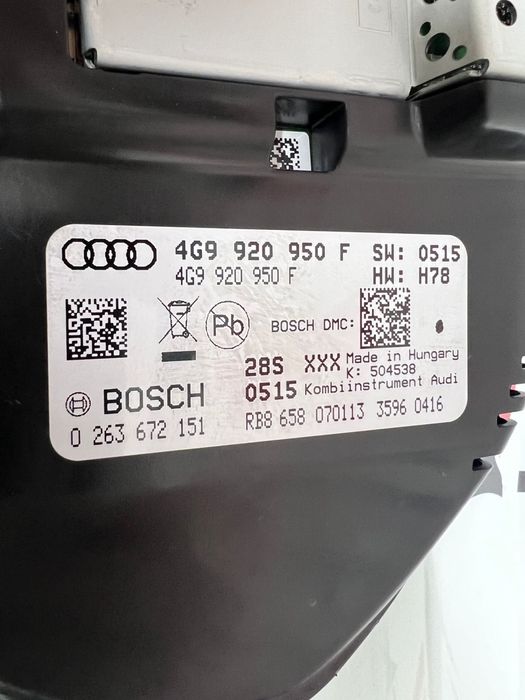 4G9 920 950 F SW: 0515
4G9 920 950 F HW: H78
Pb BOSCH DMC:
28S XXX Made in Hungary
K: 504538
BOSCH 0515 Kombiinstrument Audi
0 263 672 151 RB8 658 070113 3596 0416